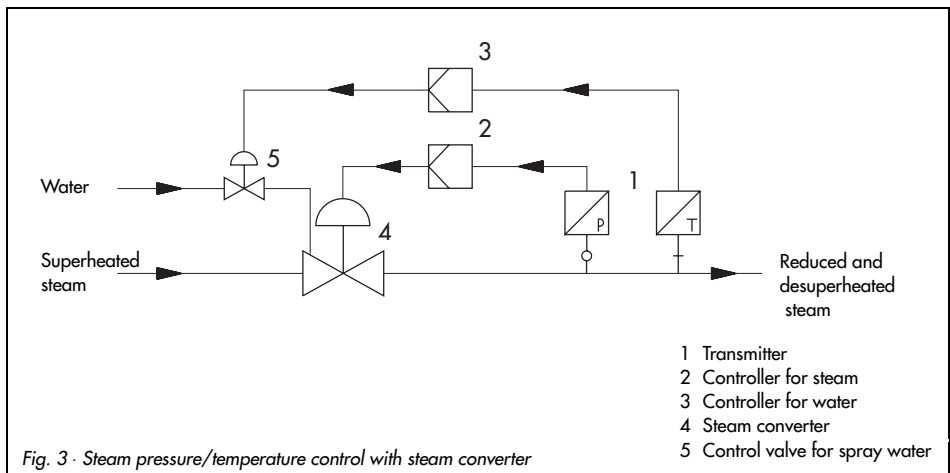 3
2
5
1
Water
P
T
4
Superheated
steam
Reduced and
desuperheated
steam
1 Transmitter
2 Controller for steam
3 Controller for water
4 Steam converter
5 Control valve for spray water
Fig. 3 · Steam pressure/temperature control with steam converter